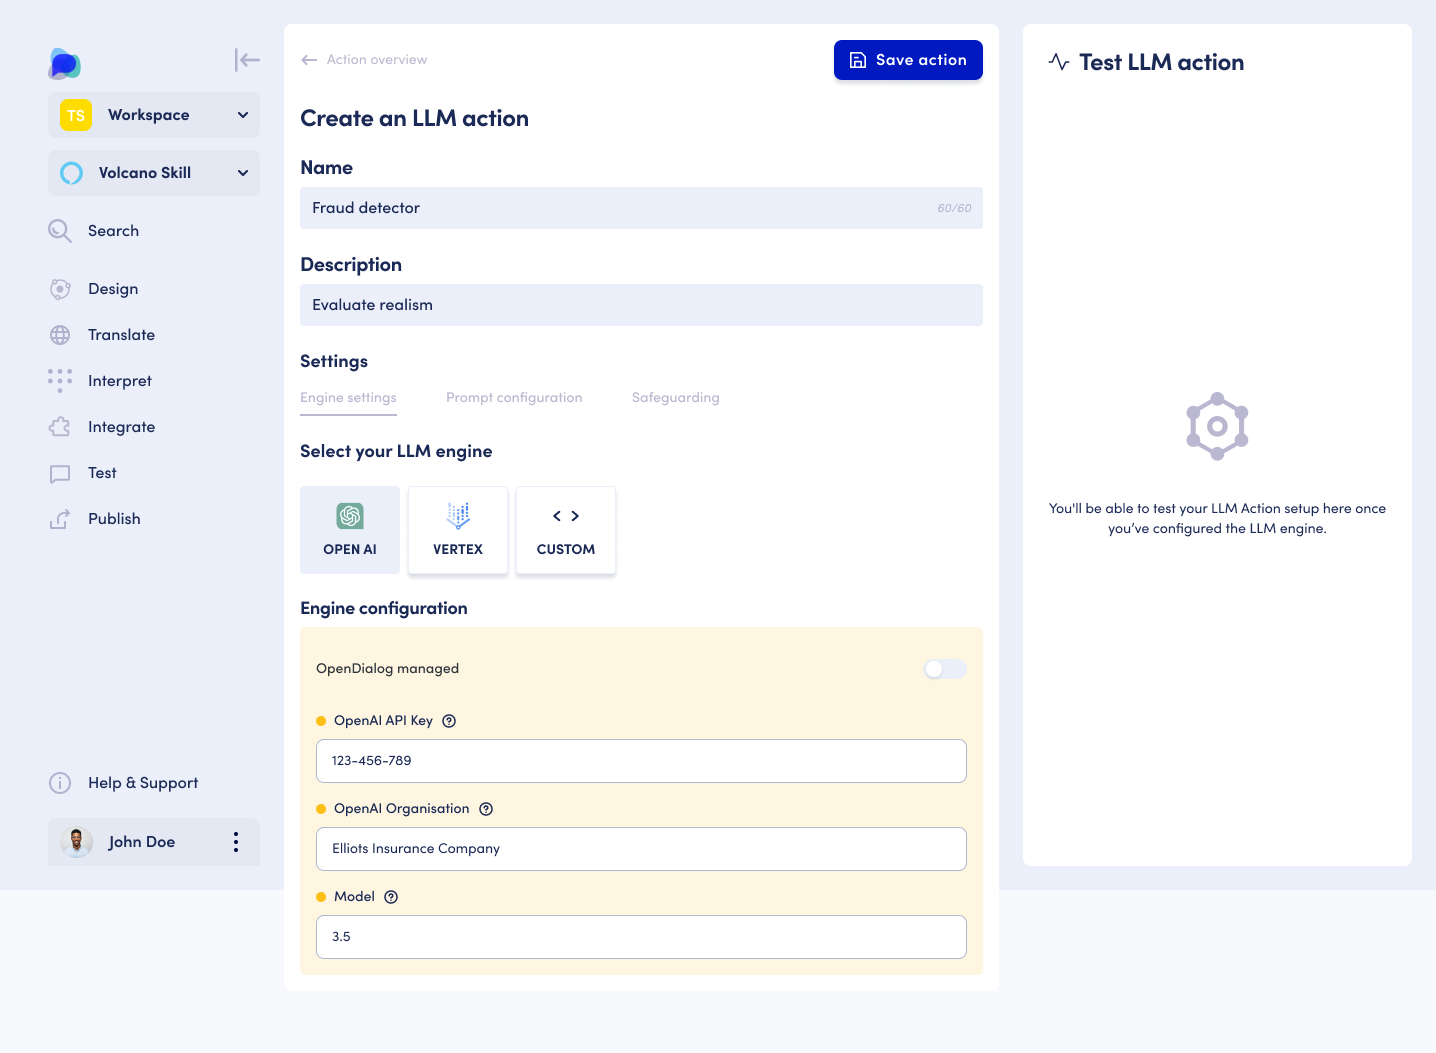 TS
Workspace
Volcano Skill
Search
Design
Translate
Interpret
Integrate
Test
Publish
Help & Support
John Doe
Action overview
Save action
Create an LLM action
Name
Fraud detector
60/60
Description
Evaluate realism
Settings
Engine settings
Prompt configuration
Safeguarding
Select your LLM engine
OPEN AI
VERTEX
CUSTOM
Engine configuration
OpenDialog managed
OpenAI API Key
123-456-789
OpenAI Organisation
Elliots Insurance Company
Model
3.5
Test LLM action
You'll be able to test your LLM Action setup here once
you’ve configured the LLM engine.